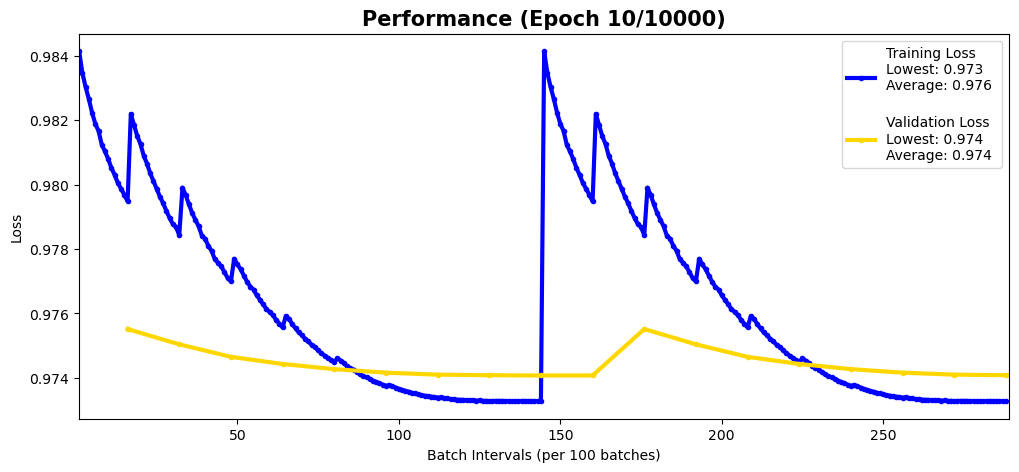 Performance (Epoch 10/10000)
Training Loss
Lowest: 0.973
Average: 0.976
Validation Loss
Lowest: 0.974
Average: 0.974
Loss
0.984
0.982
0.980
0.978
0.976
0.974
50
100
150
200
250
Batch Intervals (per 100 batches)